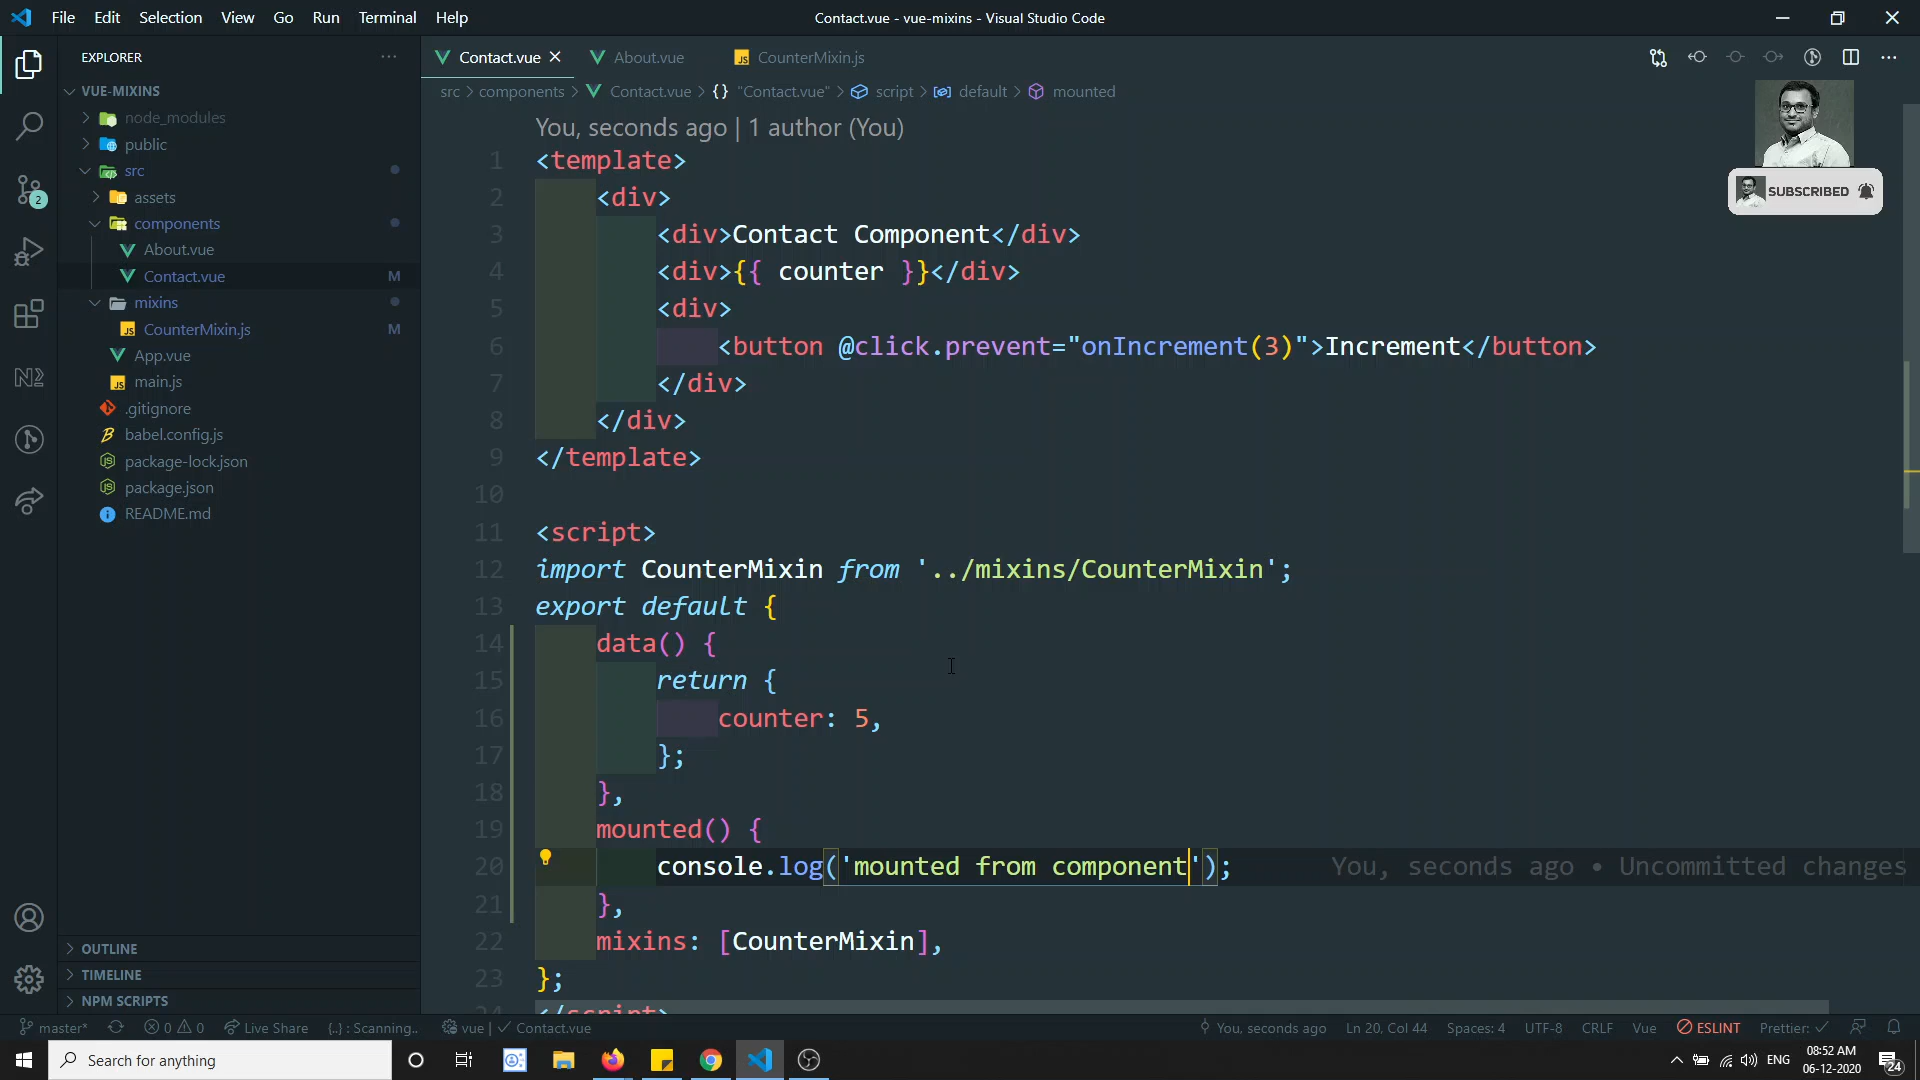 File Edit Selection View Go Run Terminal Help
Contact.vue - vue-mixins - Visual Studio Code
EXPLORER
VUE-MIXINS
node_modules
public
src
assets
components
About.vue
Contact.vue M
mixins
CounterMixin.js M
App.vue
main.js
.gitignore
babel.config.js
package-lock.json
package.json
README.md
OUTLINE
TIMELINE
NPM SCRIPTS
2
Contact.vue About.vue CounterMixin.js
src > components > Contact.vue > {} "Contact.vue" > script > default > mounted
You, seconds ago | 1 author (You)
1 <template>
2 <div>
3 <div>Contact Component</div>
4 <div>{{ counter }}</div>
5 <div>
6 <button @click.prevent="onIncrement(3)">Increment</button>
7 </div>
8 </div>
9 </template>
10
11 <script>
12 import CounterMixin from '../mixins/CounterMixin';
13 export default {
14 data() {
15 return {
16 counter: 5,
17 };
18 },
19 mounted() {
20 console.log('mounted from component'); You, seconds ago • Uncommitted changes
21 },
22 mixins: [CounterMixin],
23 };
24 </script>
SUBSCRIBED
master* 0 0 Live Share {..} : Scanning.. vue | ✓ Contact.vue
You, seconds ago Ln 20, Col 44 Spaces: 4 UTF-8 CRLF Vue ESLINT Prettier: ✓
Search for anything
ENG
08:52 AM
06-12-2020
24